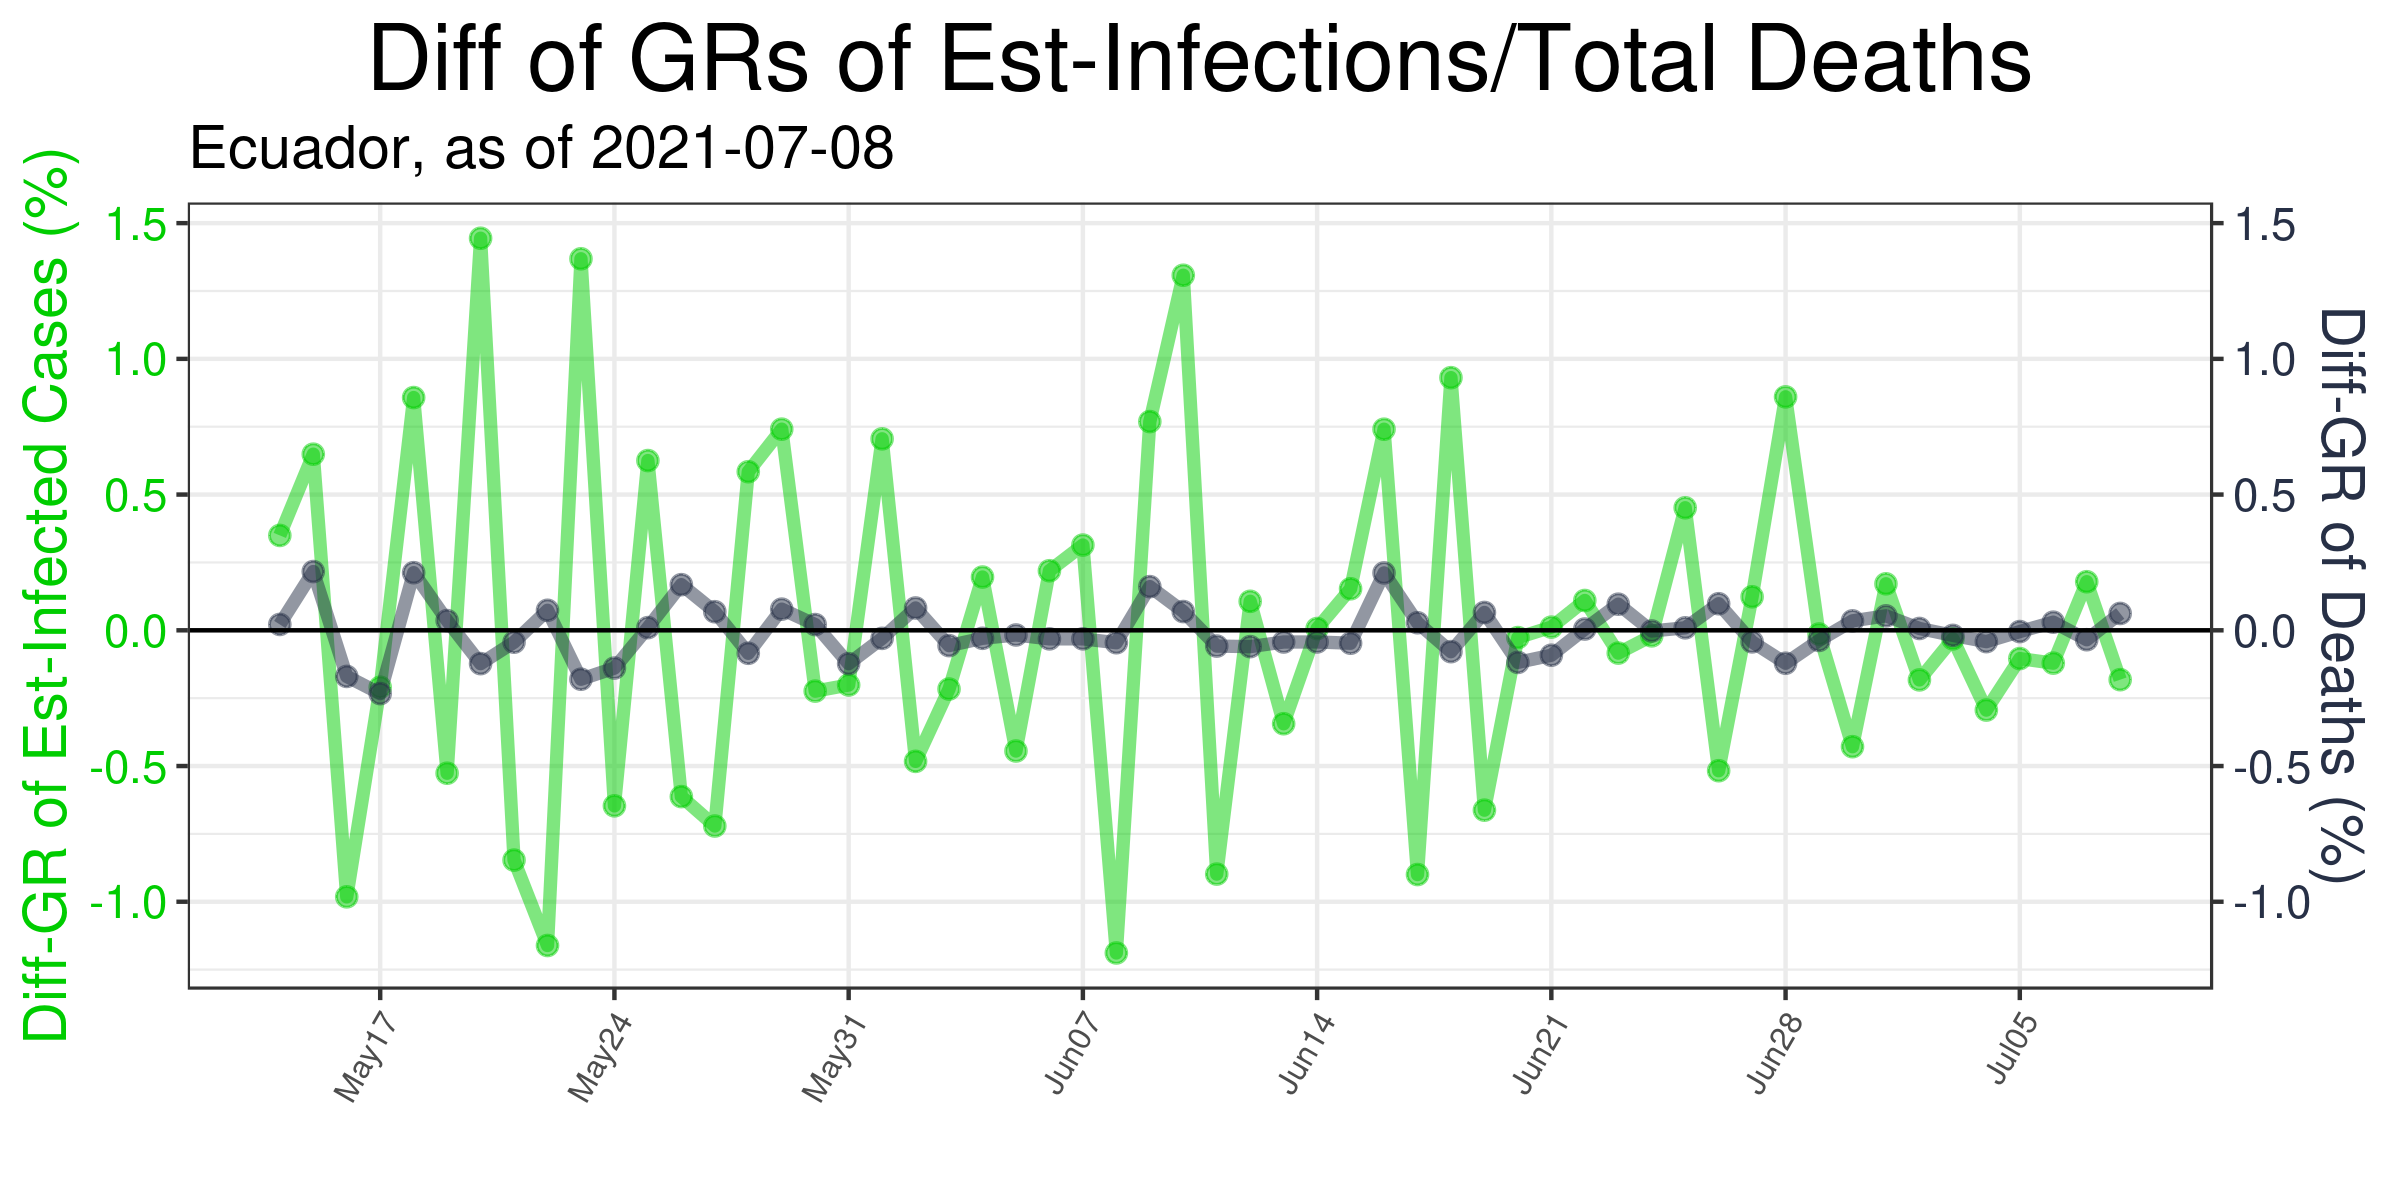 Diff of GRs of Est-Infections/Total Deaths
Ecuador, as of 2021-07-08
Diff-GR of Est-Infected Cases (%)
1.5
1.0
0.5
0.0
-0.5
-1.0
1.5
1.0
0.5
0.0
-0.5
-1.0
Diff-GR of Deaths (%)
May17
May24
May31
Jun07
Jun14
Jun21
Jun28
Jul05